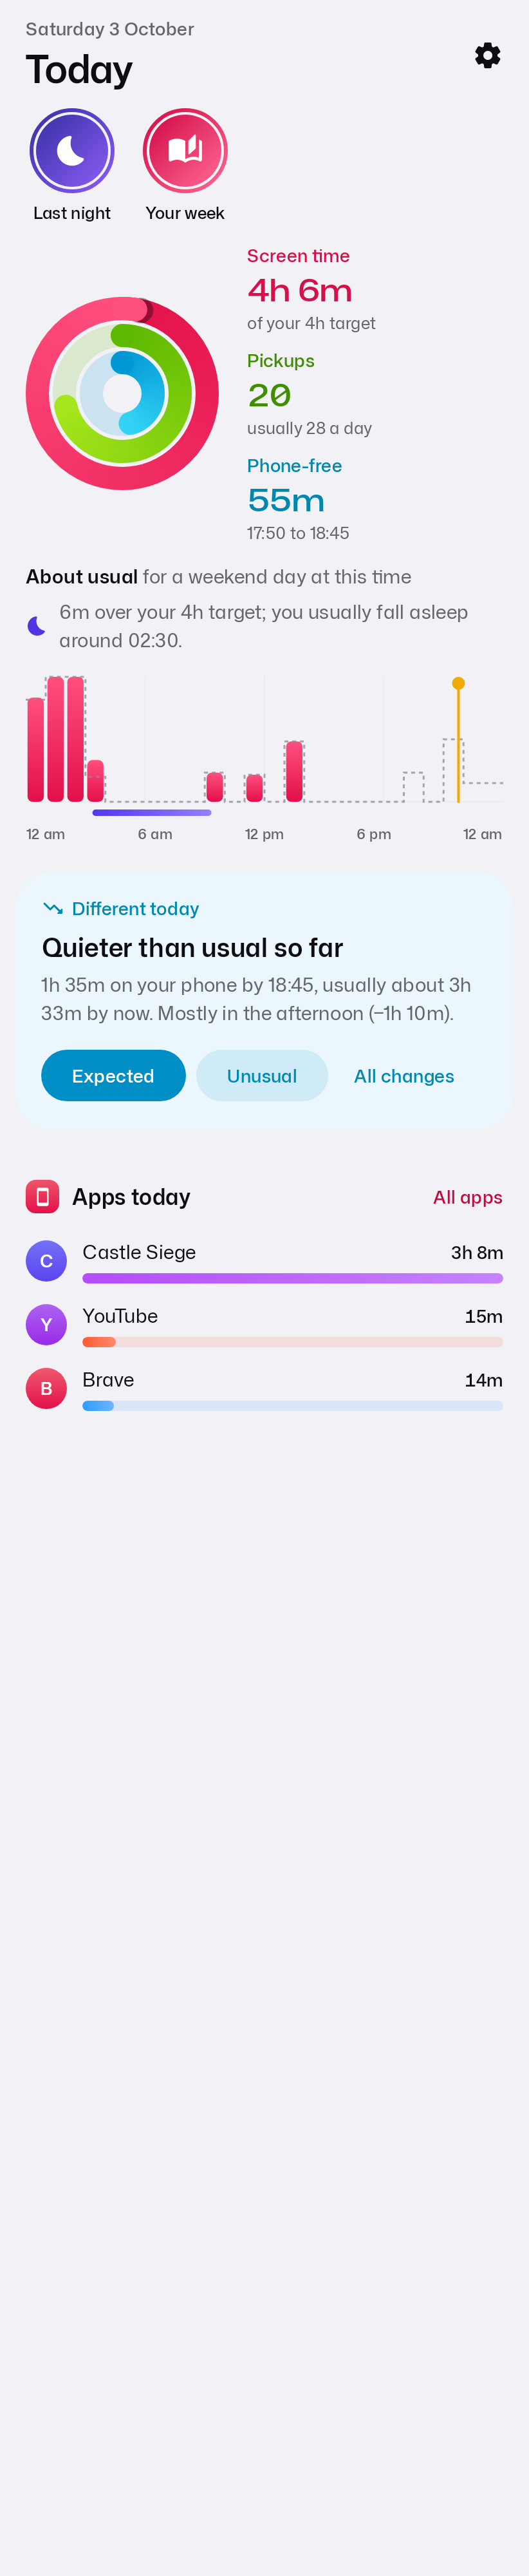 Saturday 3 October
Today
Last night
Your week
Screen time
4h 6m
of your 4h target
Pickups
20
usually 28 a day
Phone-free
55m
17:50 to 18:45
About usual for a weekend day at this time
6m over your 4h target; you usually fall asleep
around 02:30.
12 am
6 am
12 pm
6 pm
12 am
Different today
Quieter than usual so far
1h 35m on your phone by 18:45, usually about 3h
33m by now. Mostly in the afternoon (−1h 10m).
Expected
Unusual
All changes
Apps today
All apps
C
Castle Siege
3h 8m
Y
YouTube
15m
B
Brave
14m